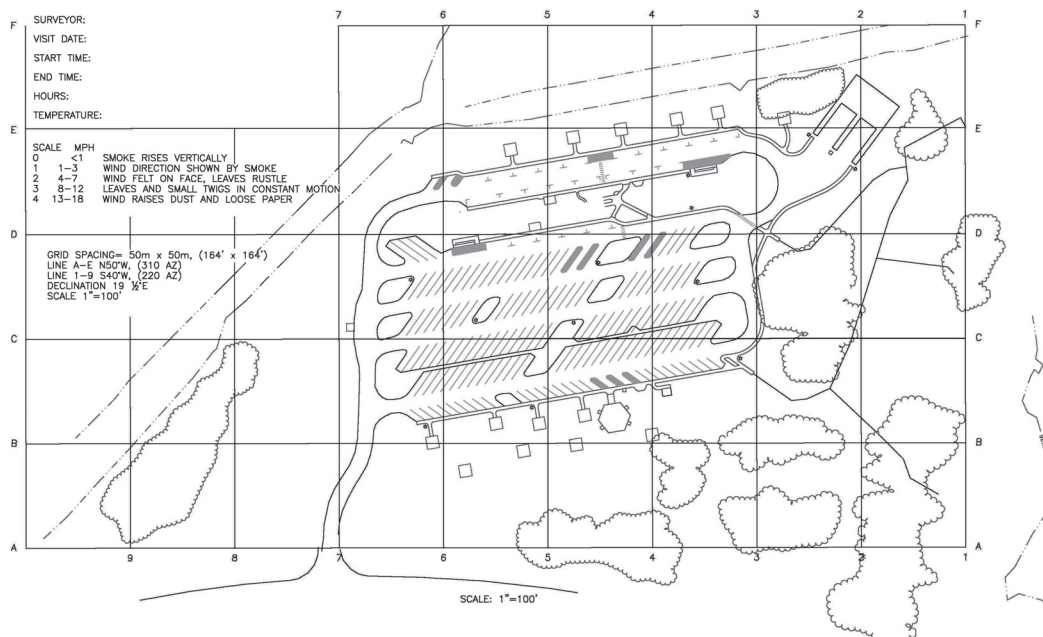 7 6 5 4 3 2 1
F F
SURVEYOR:
VISIT DATE:
START TIME:
END TIME:
HOURS:
TEMPERATURE:
E E
SCALE MPH
0 <1 SMOKE RISES VERTICALLY
1 1-3 WIND DIRECTION SHOWN BY SMOKE
2 4-7 WIND FELT ON FACE, LEAVES RUSTLE
3 8-12 LEAVES AND SMALL TWIGS IN CONSTANT MOTION
4 13-18 WIND RAISES DUST AND LOOSE PAPER
D D
GRID SPACING= 50m x 50m, (164' x 164')
LINE A-E N50°W, (310 AZ)
LINE 1-9 S40°W, (220 AZ)
DECLINATION 19 ½°E
SCALE 1"=100'
C C
B B
A A
9 8 7 6 5 4 3 2 1
SCALE: 1"=100'